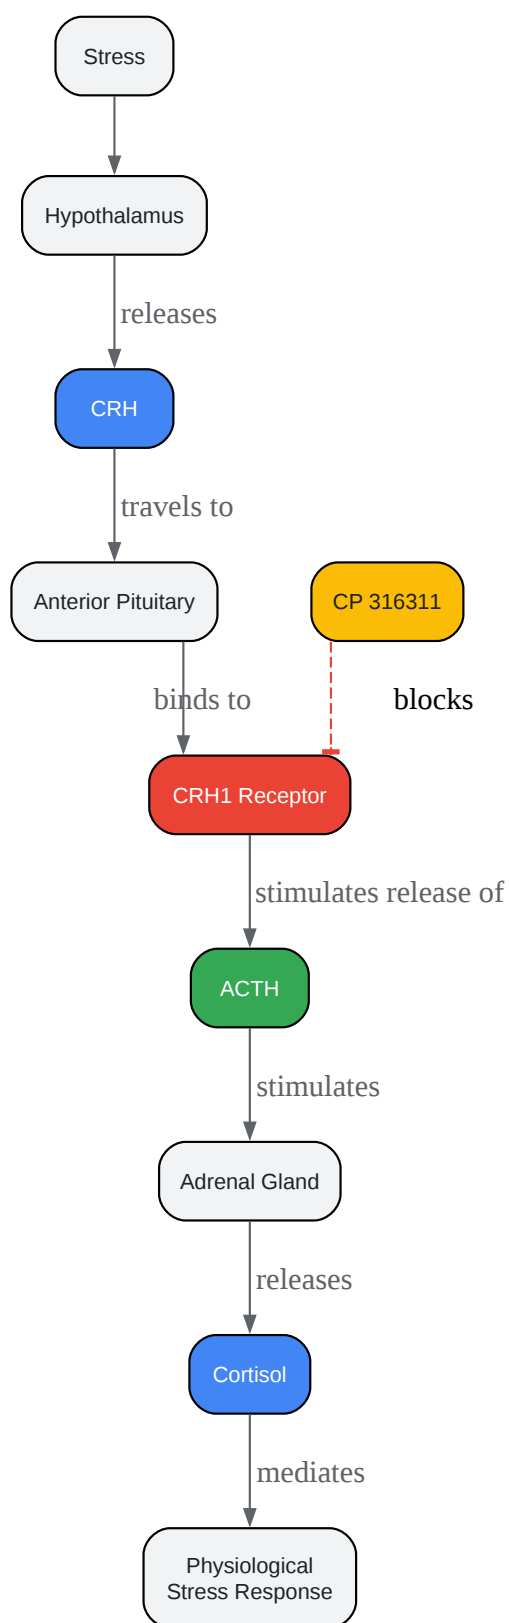 Stress
Hypothalamus
releases
CRH
travels to
Anterior Pituitary
CP 316311
binds to
blocks
CRH1 Receptor
stimulates release of
ACTH
stimulates
Adrenal Gland
releases
Cortisol
mediates
Physiological
Stress Response